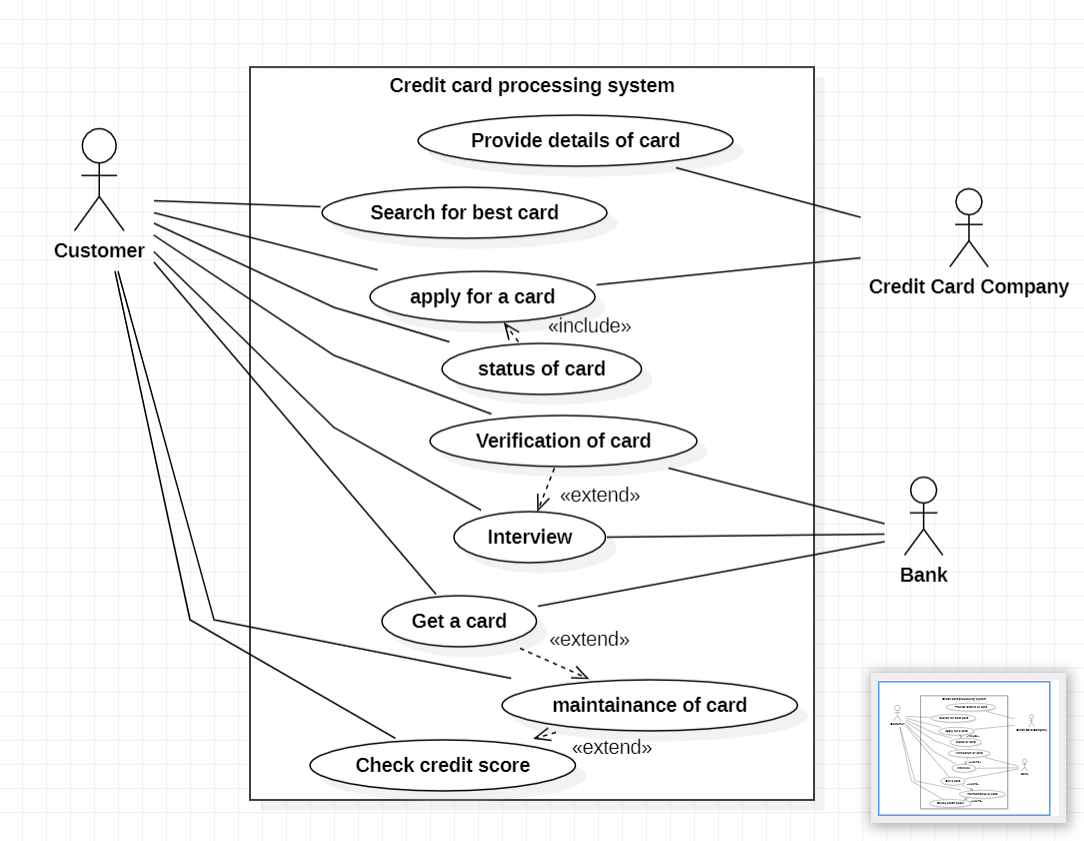 Credit card processing system
Provide details of card
Search for best card
Customer
Credit Card Company
apply for a card
«include»
status of card
Verification of card
«extend»
Interview
Bank
Get a card
«extend»
maintainance of card
«extend»
Check credit score